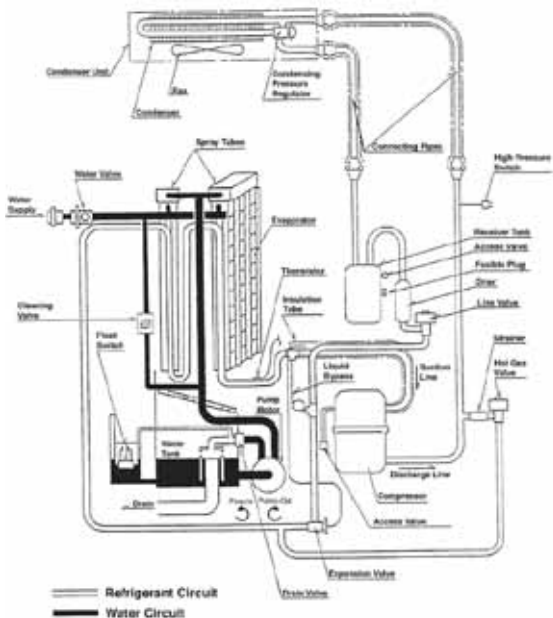 Condenser Unit
Fan
Condenser
Condensing
Pressure
Regulator
Connecting Pipes
Spray Tubes
Water Valve
High Pressure
Switch
Water
Supply
Evaporator
Receiver Tank
Access Valve
Fusible Plug
Drier
Line Valve
Thermistor
Insulation
Tube
Cleaning
Valve
Float
Switch
Liquid
Bypass
Suction
Line
Strainer
Hot Gas
Valve
Pump
Motor
Water
Tank
Drain
Pump Out
Discharge Line
Compressor
Access Valve
Expansion Valve
Drain Valve
Refrigerant Circuit
Water Circuit